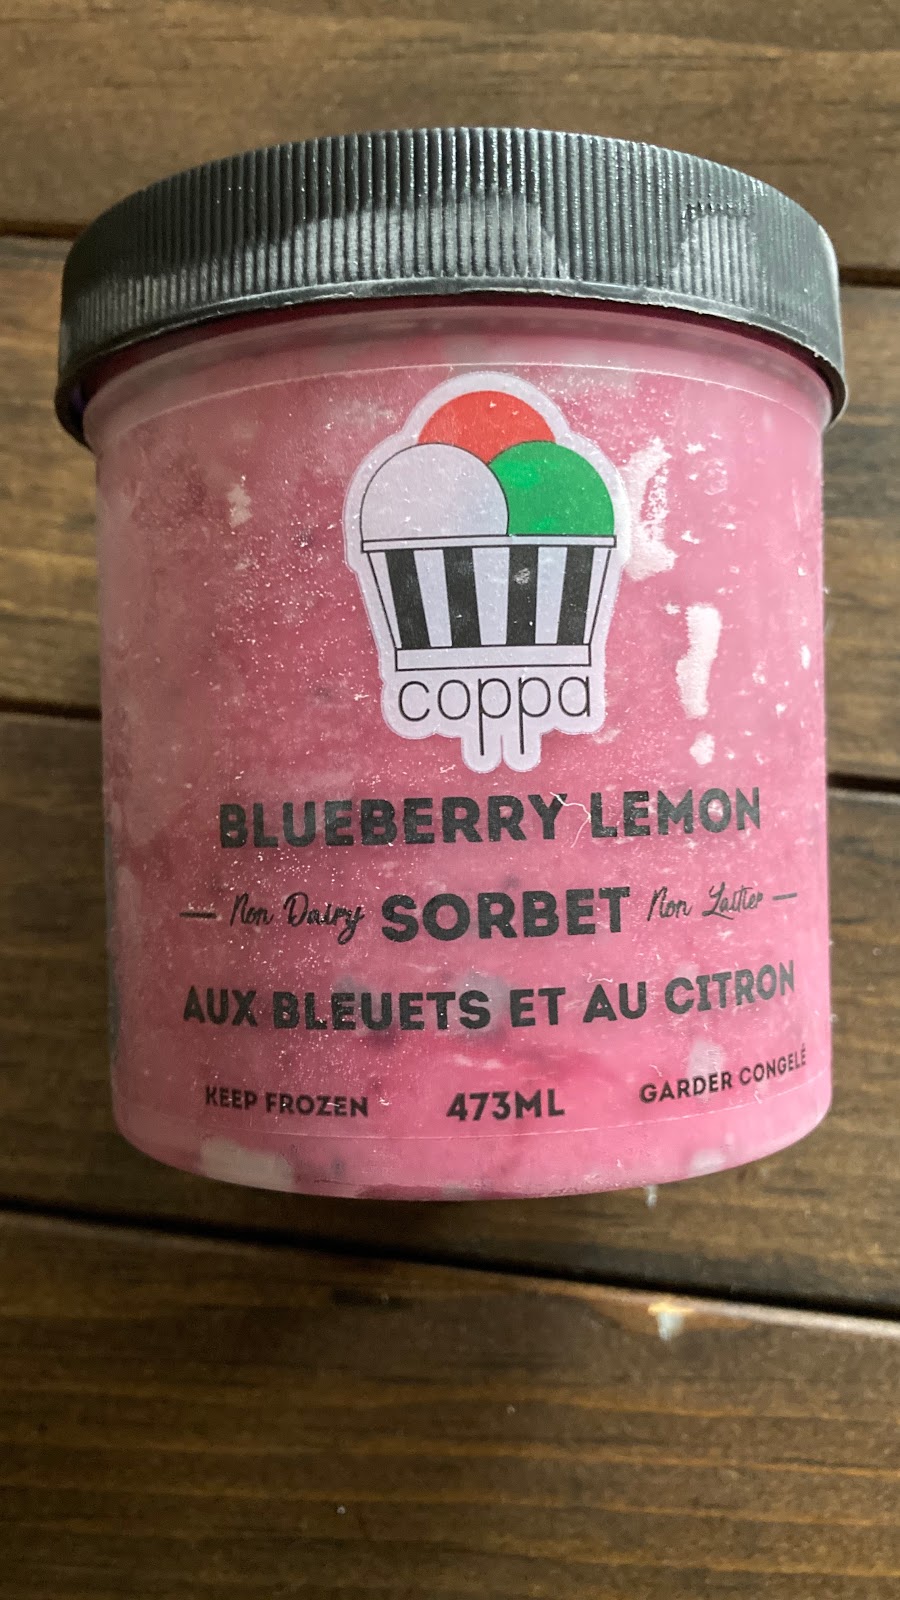 coppa
BLUEBERRY LEMON
Non Dairy SORBET Non Laitier
AUX BLEUETS ET AU CITRON
KEEP FROZEN 473ML GARDER CONGELÉ